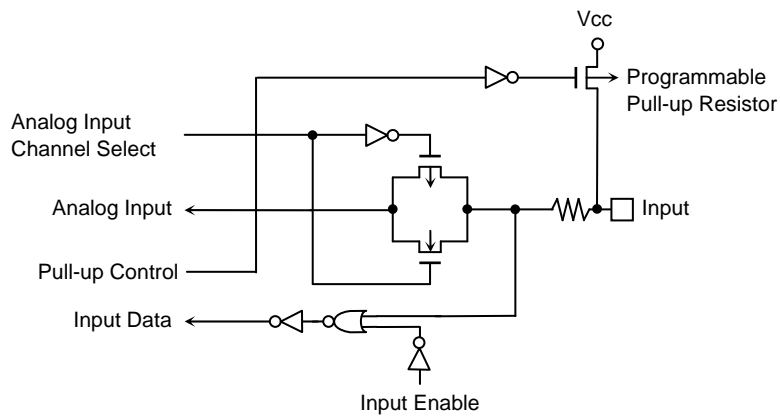 Vcc
Programmable
Pull-up Resistor
Analog Input
Channel Select
Analog Input
Input
Pull-up Control
Input Data
Input Enable